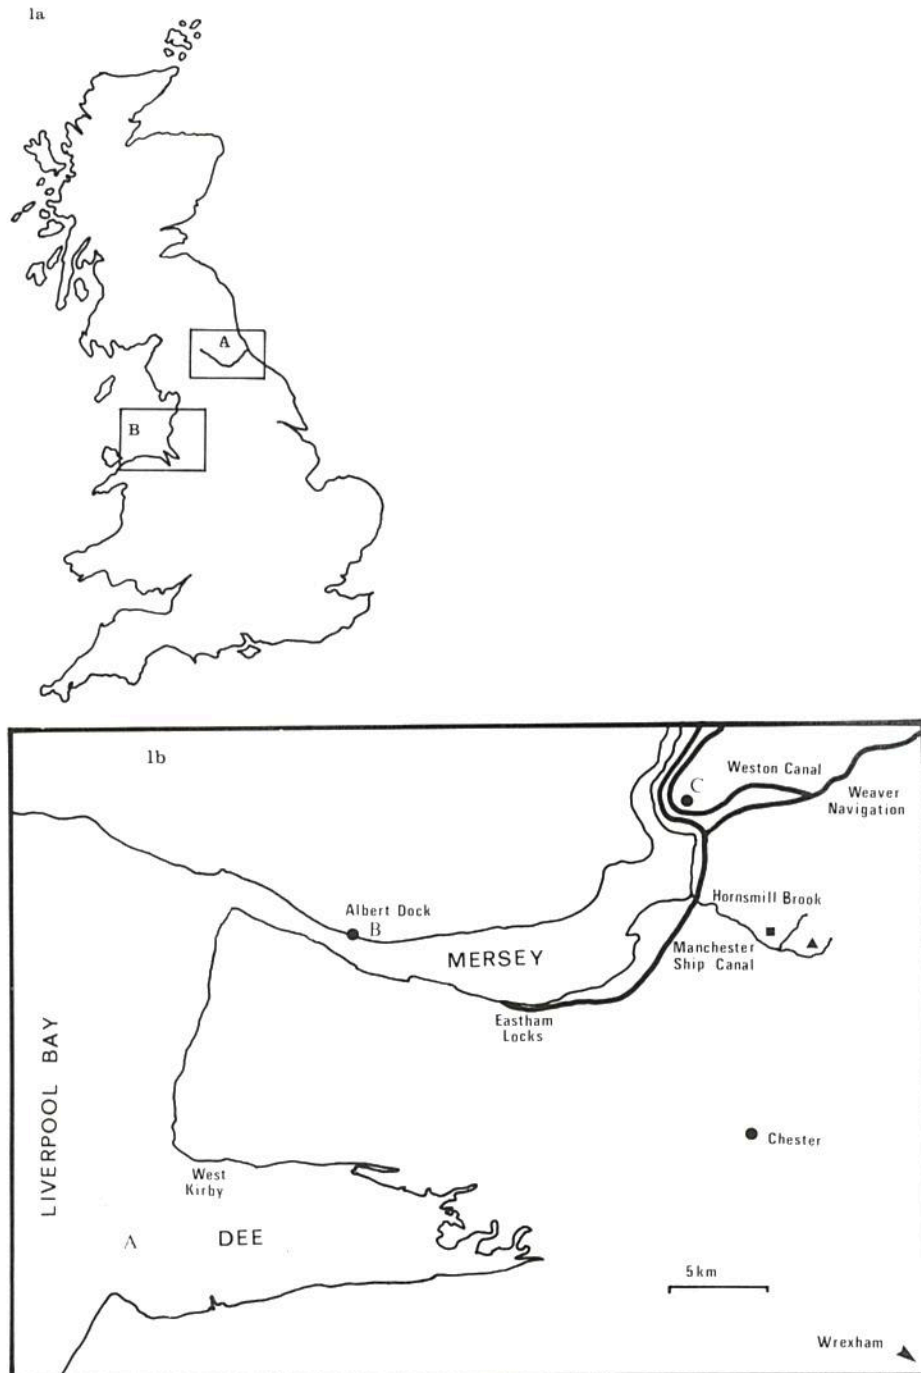 1a
A
B
1b
Weston Canal
C
Weaver
Navigation
Hornsmill Brook
Albert Dock
B
MERSEY
Manchester
Ship Canal
Eastham
Locks
LIVERPOOL BAY
Chester
West
Kirby
A
DEE
5km
Wrexham